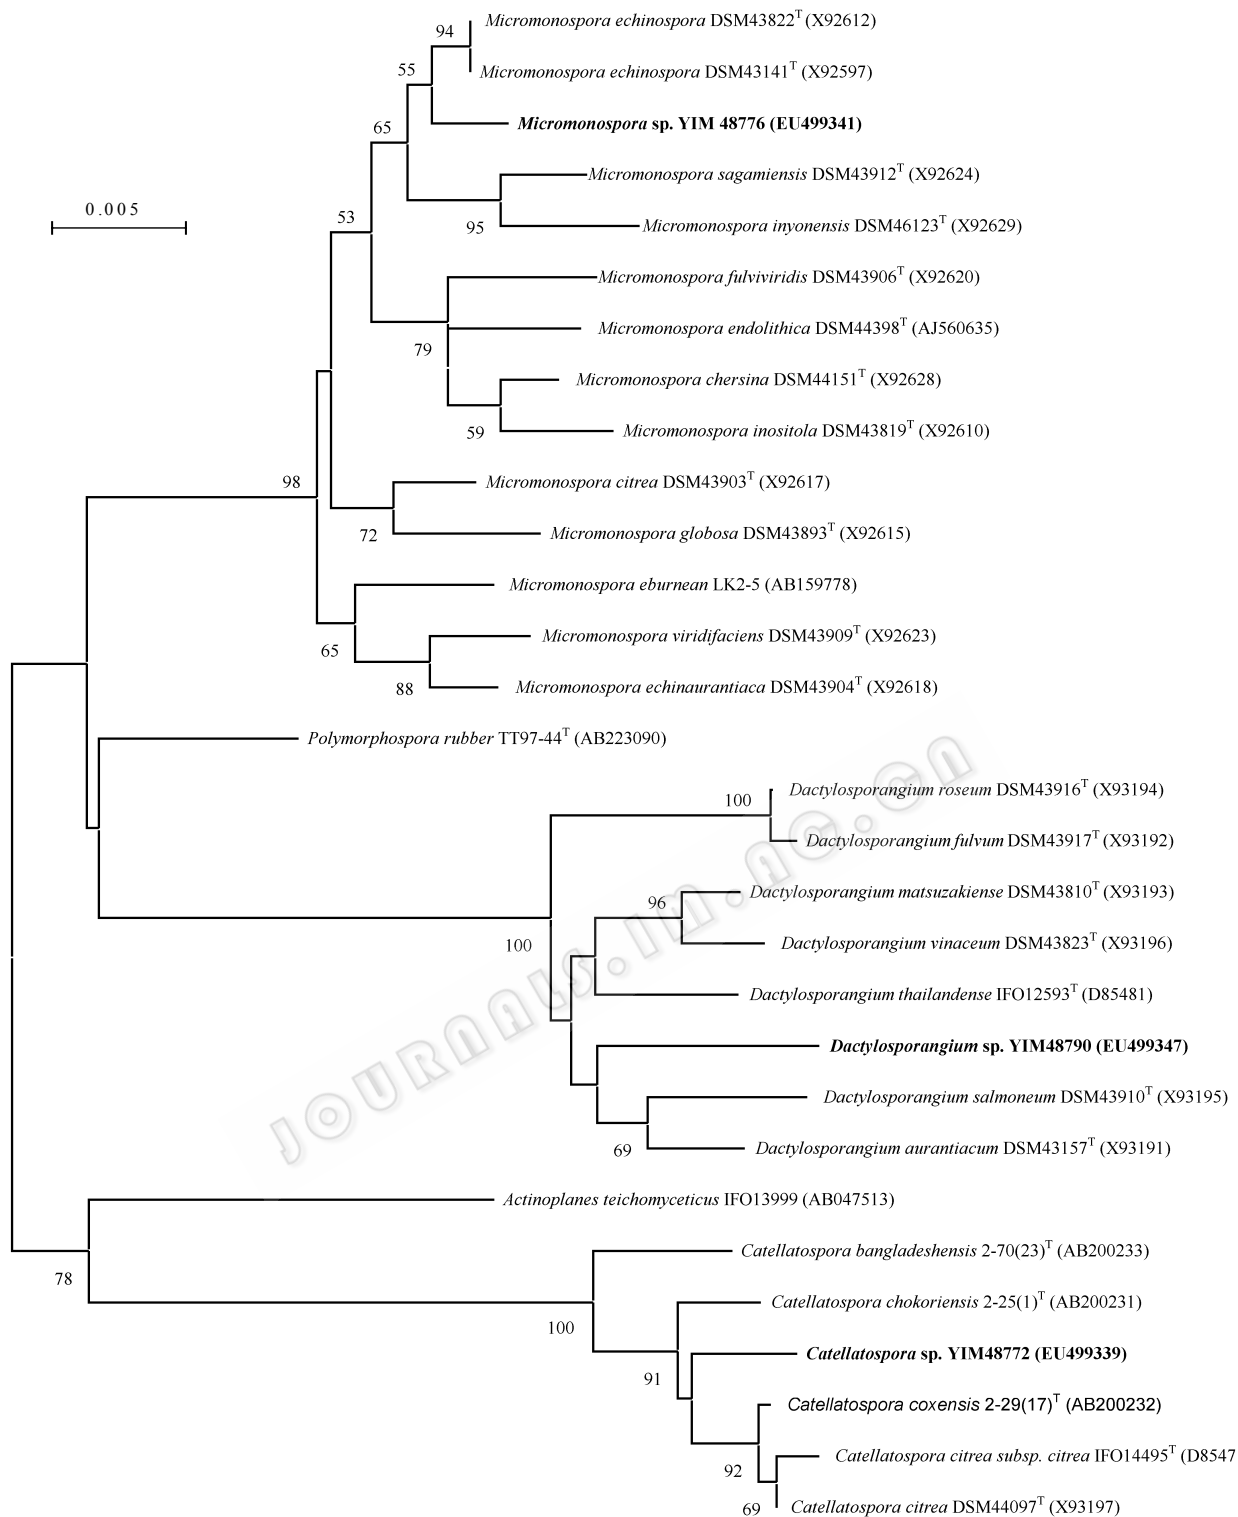 Micromonospora echinospora DSM43822T (X92612)
94
Micromonospora echinospora DSM43141T (X92597)
55
Micromonospora sp. YIM 48776 (EU499341)
65
Micromonospora sagamiensis DSM43912T (X92624)
0.005
53
95
Micromonospora inyonensis DSM46123T (X92629)
Micromonospora fulviviridis DSM43906T (X92620)
Micromonospora endolithica DSM44398T (AJ560635)
79
Micromonospora chersina DSM44151T (X92628)
59
Micromonospora inositola DSM43819T (X92610)
98
Micromonospora citrea DSM43903T (X92617)
72
Micromonospora globosa DSM43893T (X92615)
Micromonospora eburnean LK2-5 (AB159778)
Micromonospora viridifaciens DSM43909T (X92623)
65
88
Micromonospora echinaurantiaca DSM43904T (X92618)
Polymorphospora rubber TT97-44T (AB223090)
Dactylosporangium roseum DSM43916T (X93194)
100
Dactylosporangium fulvum DSM43917T (X93192)
Dactylosporangium matsuzakiense DSM43810T (X93193)
96
Dactylosporangium vinaceum DSM43823T (X93196)
100
Dactylosporangium thailandense IFO12593T (D85481)
Dactylosporangium sp. YIM48790 (EU499347)
Dactylosporangium salmoneum DSM43910T (X93195)
69
Dactylosporangium aurantiacum DSM43157T (X93191)
JOURNALS.IM.AC.CN
Actinoplanes teichomyceticus IFO13999 (AB047513)
Catellatospora bangladeshensis 2-70(23)T (AB200233)
78
Catellatospora chokoriensis 2-25(1)T (AB200231)
100
Catellatospora sp. YIM48772 (EU499339)
91
Catellatospora coxensis 2-29(17)T (AB200232)
Catellatospora citrea subsp. citrea IFO14495T (D8547
92
69
Catellatospora citrea DSM44097T (X93197)